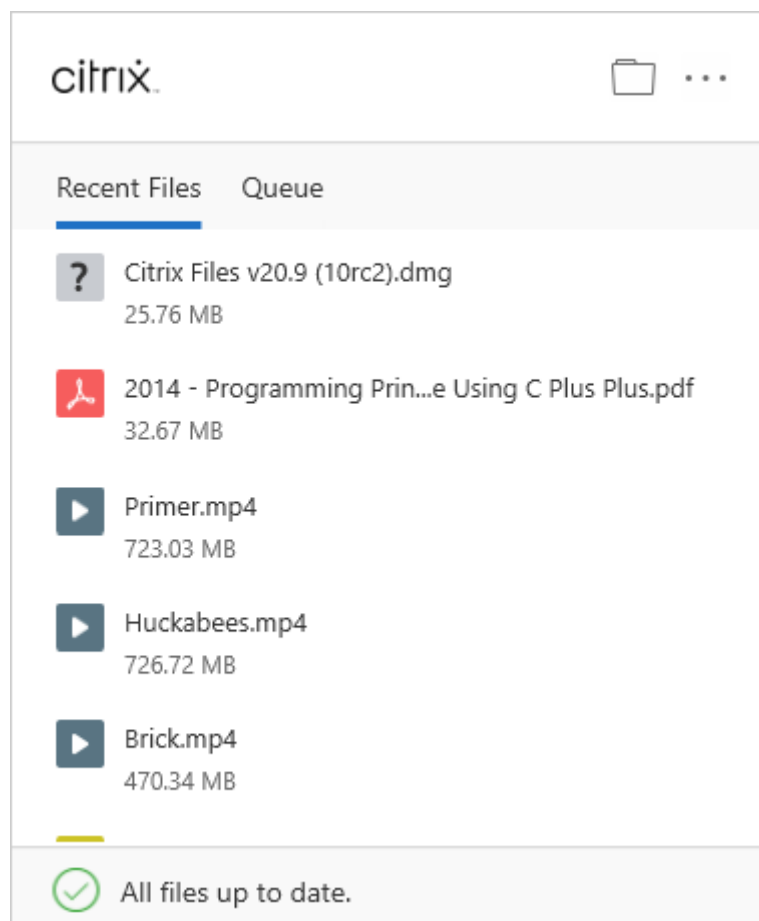 citrix
Recent Files Queue
?
Citrix Files v20.9 (10rc2).dmg
25.76 MB
2014 - Programming Prin...e Using C Plus Plus.pdf
32.67 MB
Primer.mp4
723.03 MB
Huckabees.mp4
726.72 MB
Brick.mp4
470.34 MB
All files up to date.